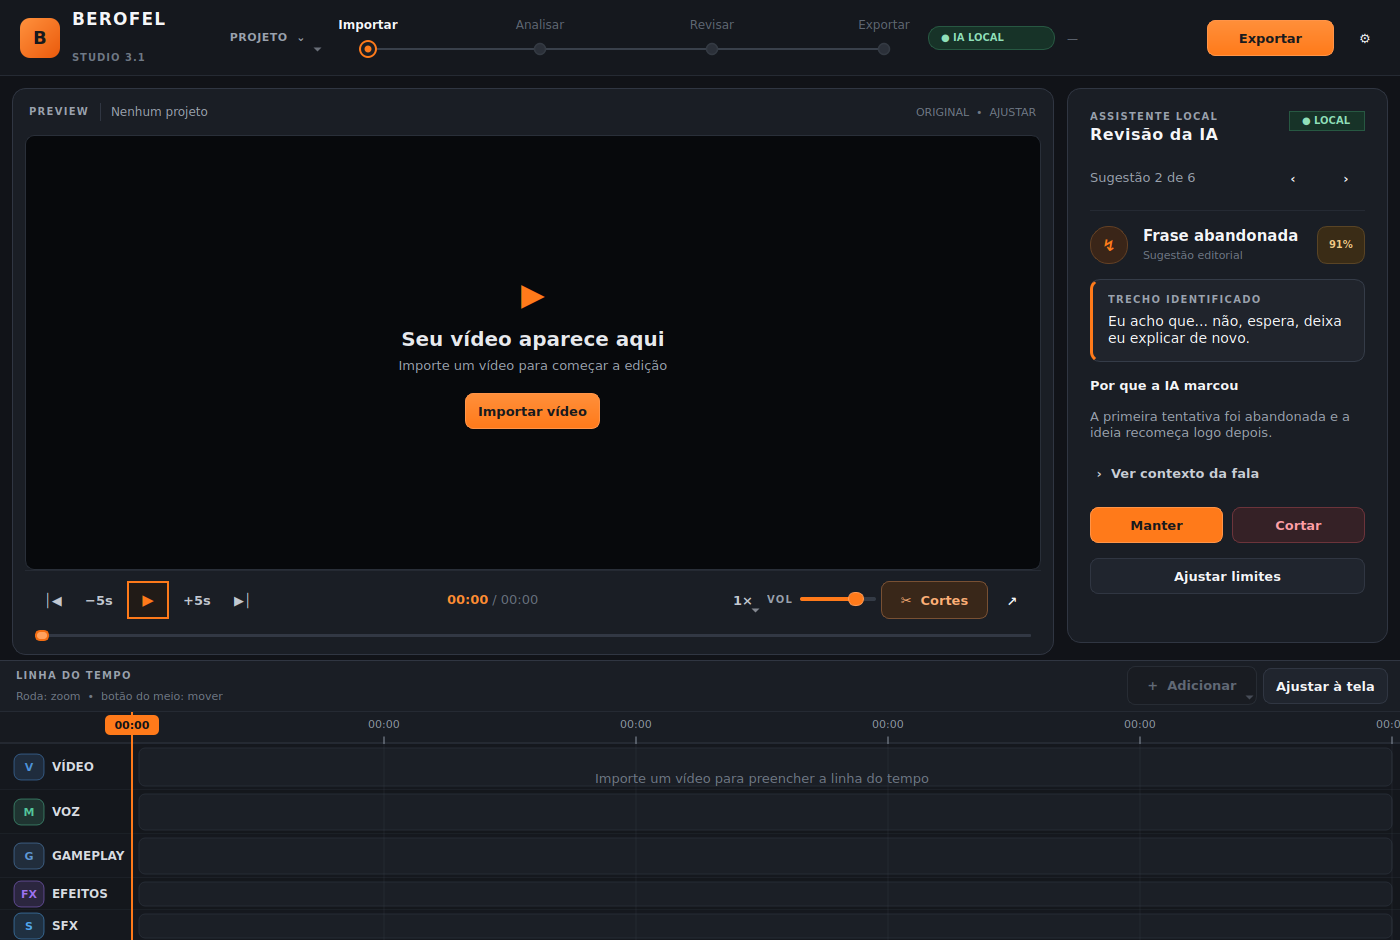 B
BEROFEL
STUDIO 3.1
PROJETO ⌄
Importar
Analisar
Revisar
Exportar
● IA LOCAL
—
Exportar
⚙
PREVIEW
Nenhum projeto
ORIGINAL • AJUSTAR
Seu vídeo aparece aqui
Importe um vídeo para começar a edição
Importar vídeo
−5s
+5s
00:00 / 00:00
1×
VOL
✂ Cortes
↗
ASSISTENTE LOCAL
Revisão da IA
● LOCAL
Sugestão 2 de 6
‹ ›
Frase abandonada
Sugestão editorial
91%
TRECHO IDENTIFICADO
Eu acho que... não, espera, deixa
eu explicar de novo.
Por que a IA marcou
A primeira tentativa foi abandonada e a
ideia recomeça logo depois.
› Ver contexto da fala
Manter
Cortar
Ajustar limites
LINHA DO TEMPO
Roda: zoom • botão do meio: mover
+ Adicionar
Ajustar à tela
00:00
00:00
00:00
00:00
00:00
00:0
V VÍDEO
Importe um vídeo para preencher a linha do tempo
M VOZ
G GAMEPLAY
FX EFEITOS
S SFX